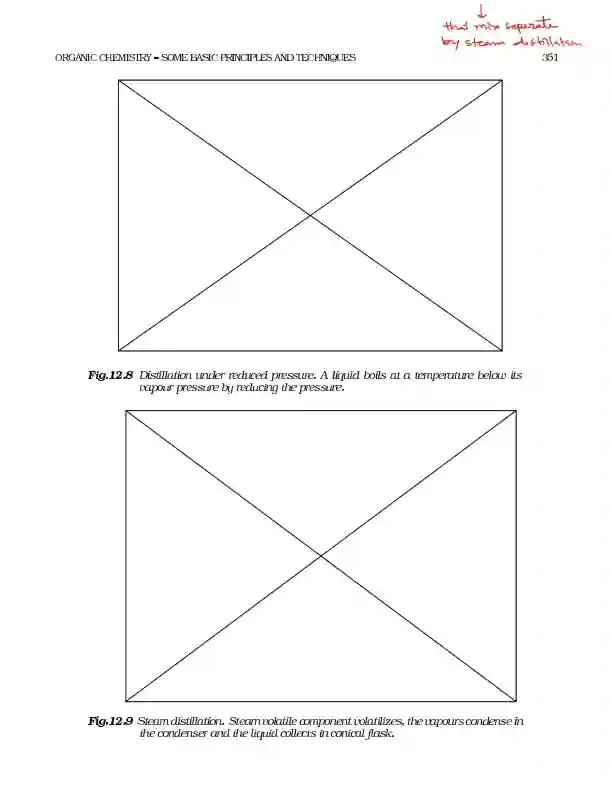 that mix seperate
by steam distillation
ORGANIC CHEMISTRY – SOME BASIC PRINCIPLES AND TECHNIQUES 351
Fig.12.8 Distillation under reduced pressure. A liquid boils at a temperature below its
vapour pressure by reducing the pressure.
Fig.12.9 Steam distillation. Steam volatile component volatilizes, the vapours condense in
the condenser and the liquid collects in conical flask.